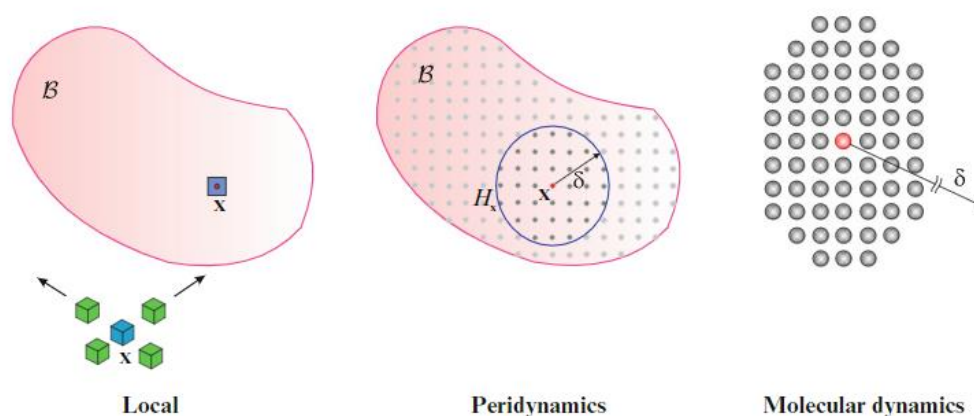 ℬ
x
x
Local
ℬ
H_x
x
δ
Peridynamics
δ
Molecular dynamics